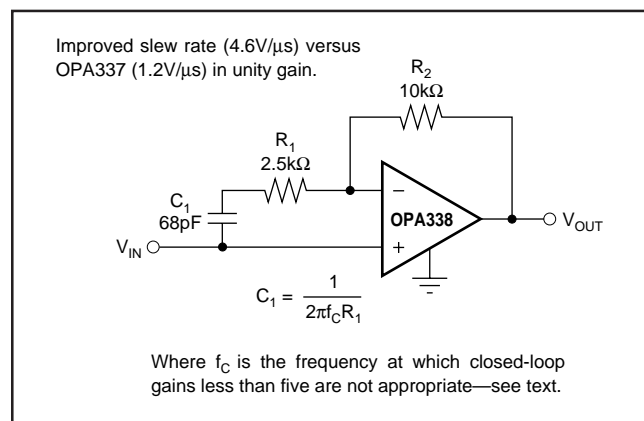 Improved slew rate (4.6V/µs) versus
OPA337 (1.2V/µs) in unity gain.
R2
10kΩ
R1
2.5kΩ
C1
68pF
−
OPA338
+
VIN
VOUT
C1 = 1 / 2πfCR1
Where fC is the frequency at which closed-loop
gains less than five are not appropriate—see text.